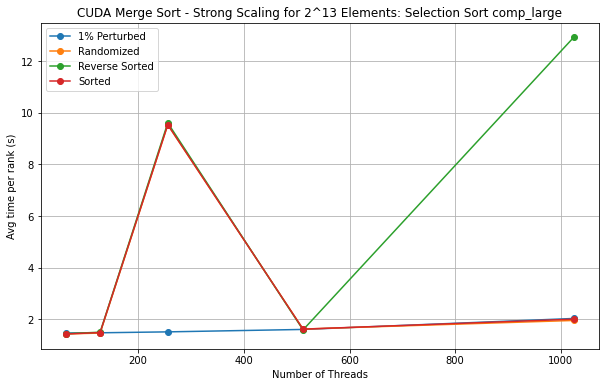 CUDA Merge Sort - Strong Scaling for 2^13 Elements: Selection Sort comp_large
1% Perturbed
Randomized
Reverse Sorted
Sorted
Avg time per rank (s)
12
10
8
6
4
2
200
400
600
800
1000
Number of Threads